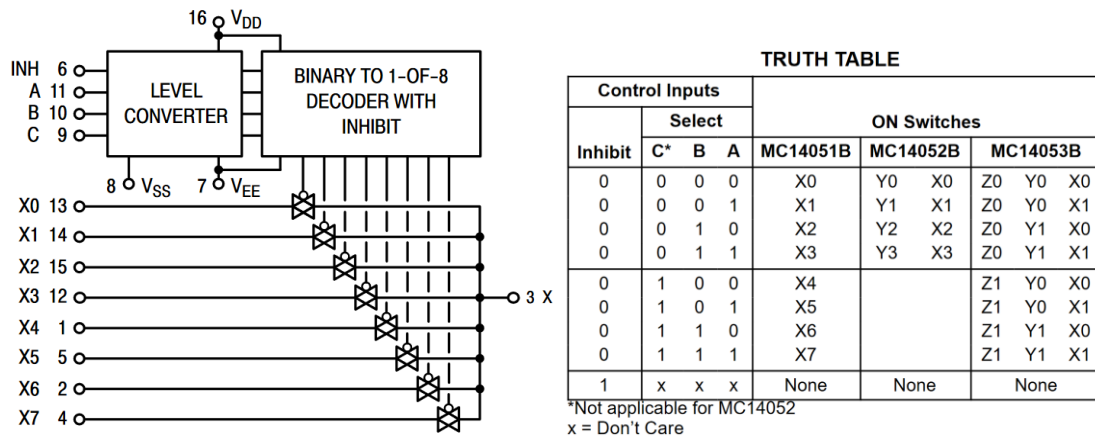 16 VDD
INH 6
A 11
B 10
C 9
LEVEL
CONVERTER
BINARY TO 1-OF-8
DECODER WITH
INHIBIT
8 VSS
7 VEE
X0 13
X1 14
X2 15
X3 12
3 X
X4 1
X5 5
X6 2
X7 4
TRUTH TABLE
Control Inputs
Select
ON Switches
Inhibit C* B A MC14051B MC14052B MC14053B
0 0 0 0 X0 Y0 X0 Z0 Y0 X0
0 0 0 1 X1 Y1 X1 Z0 Y0 X1
0 0 1 0 X2 Y2 X2 Z0 Y1 X0
0 0 1 1 X3 Y3 X3 Z0 Y1 X1
0 1 0 0 X4 Z1 Y0 X0
0 1 0 1 X5 Z1 Y0 X1
0 1 1 0 X6 Z1 Y1 X0
0 1 1 1 X7 Z1 Y1 X1
1 x x x None None None
*Not applicable for MC14052
x = Don't Care